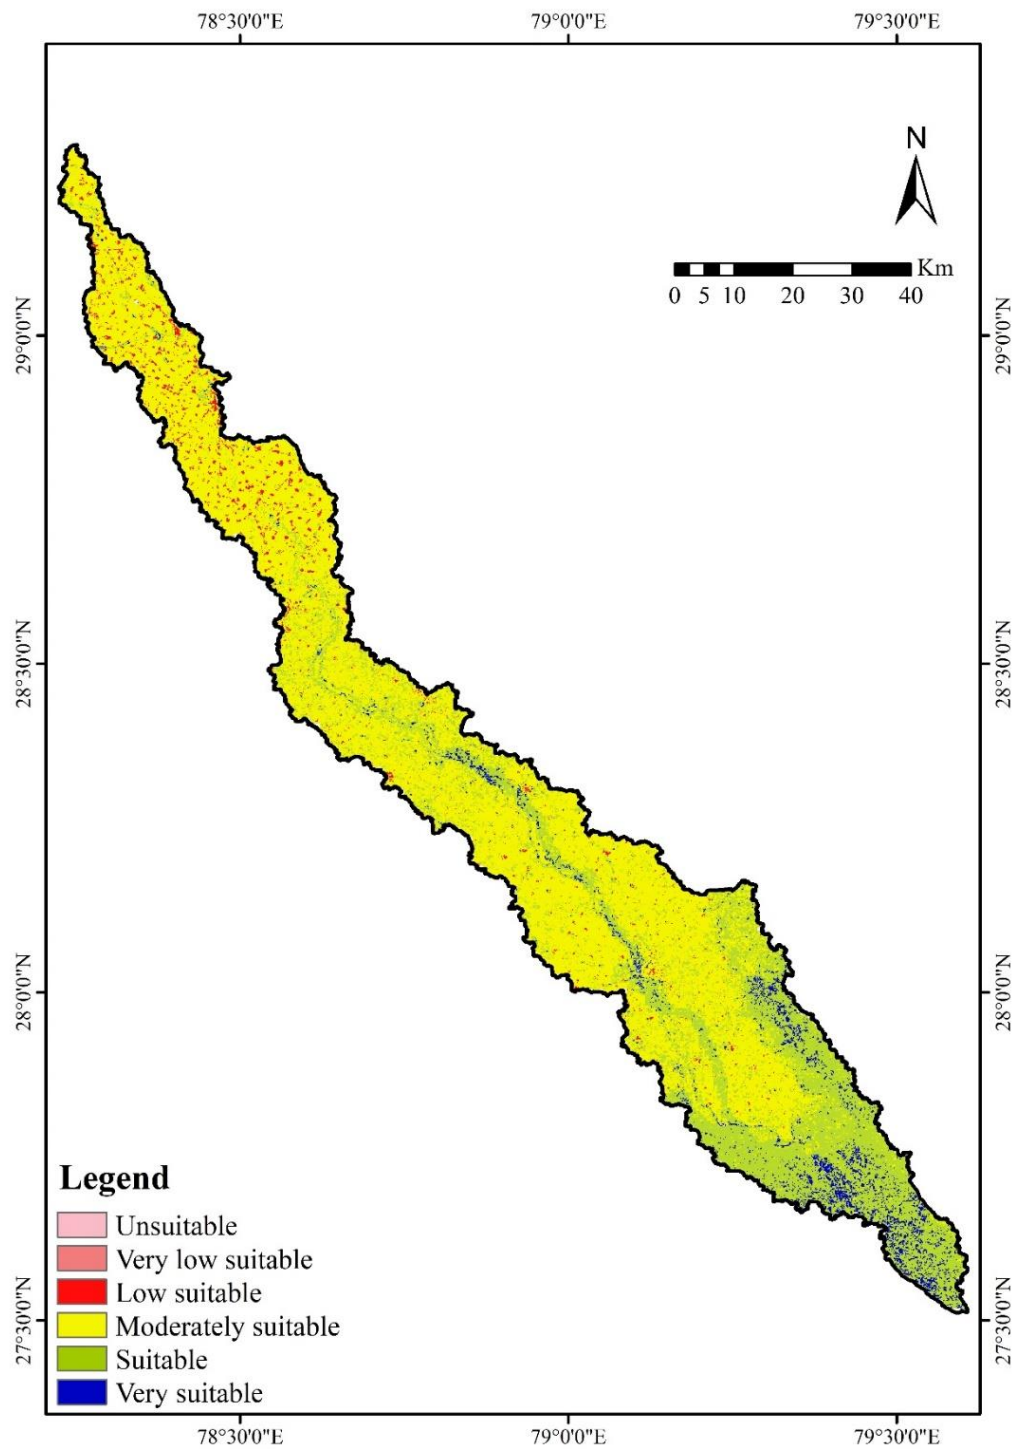 78°30'0"E 79°0'0"E 79°30'0"E
N
Km
0 5 10 20 30 40
29°0'0"N 29°0'0"N
28°30'0"N 28°30'0"N
28°0'0"N 28°0'0"N
27°30'0"N 27°30'0"N
Legend
Unsuitable
Very low suitable
Low suitable
Moderately suitable
Suitable
Very suitable
78°30'0"E 79°0'0"E 79°30'0"E